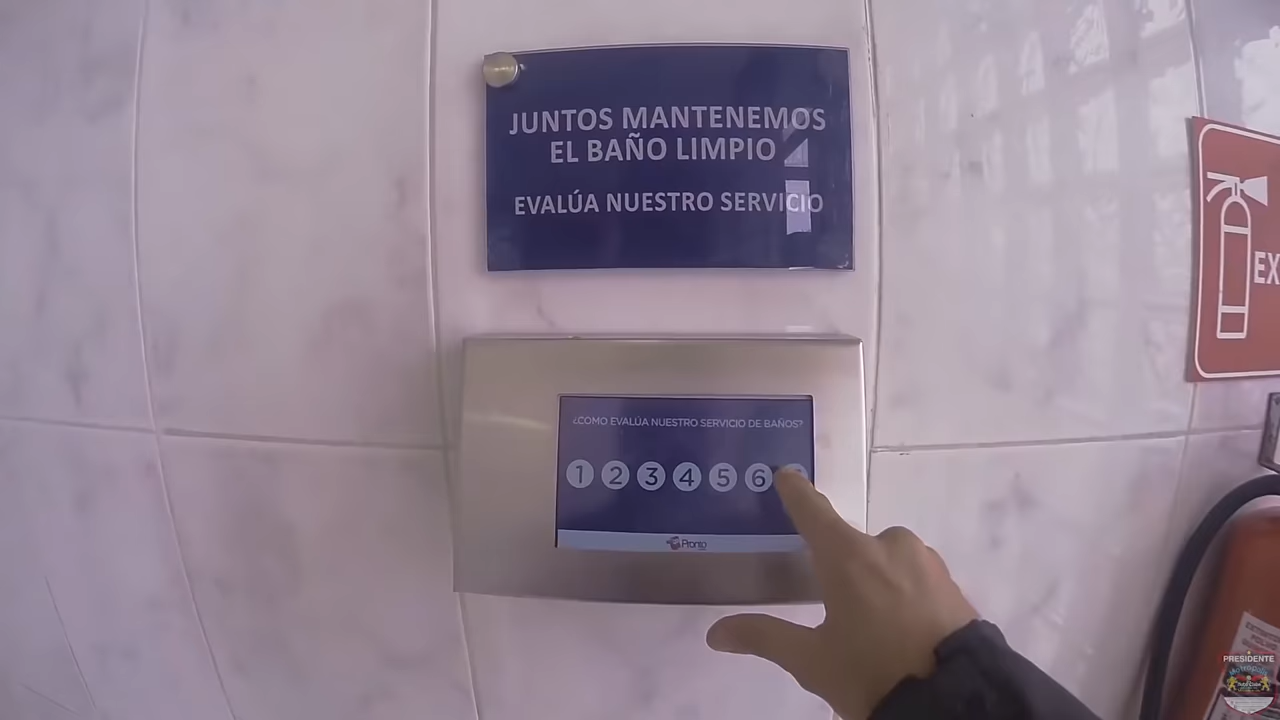 JUNTOS MANTENEMOS
EL BAÑO LIMPIO
EVALÚA NUESTRO SERVICIO
EX
¿CÓMO EVALÚA NUESTRO SERVICIO DE BAÑOS?
1 2 3 4 5 6
Pronto
PRESIDENTE